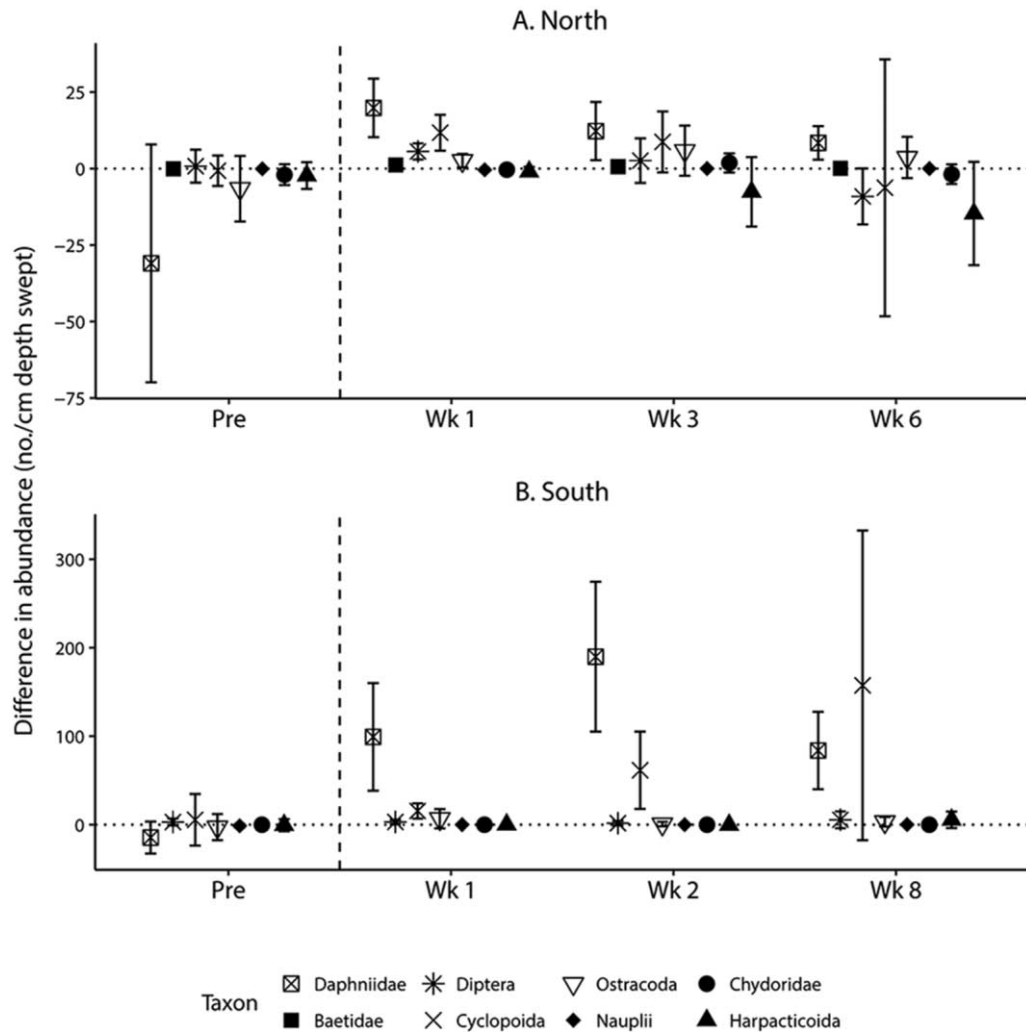 A. North
Difference in abundance (no./cm depth swept)
25
0
−25
−50
−75
Pre Wk 1 Wk 3 Wk 6
B. South
300
200
100
0
Pre Wk 1 Wk 2 Wk 8
Taxon
Daphniidae Diptera Ostracoda Chydoridae
Baetidae Cyclopoida Nauplii Harpacticoida